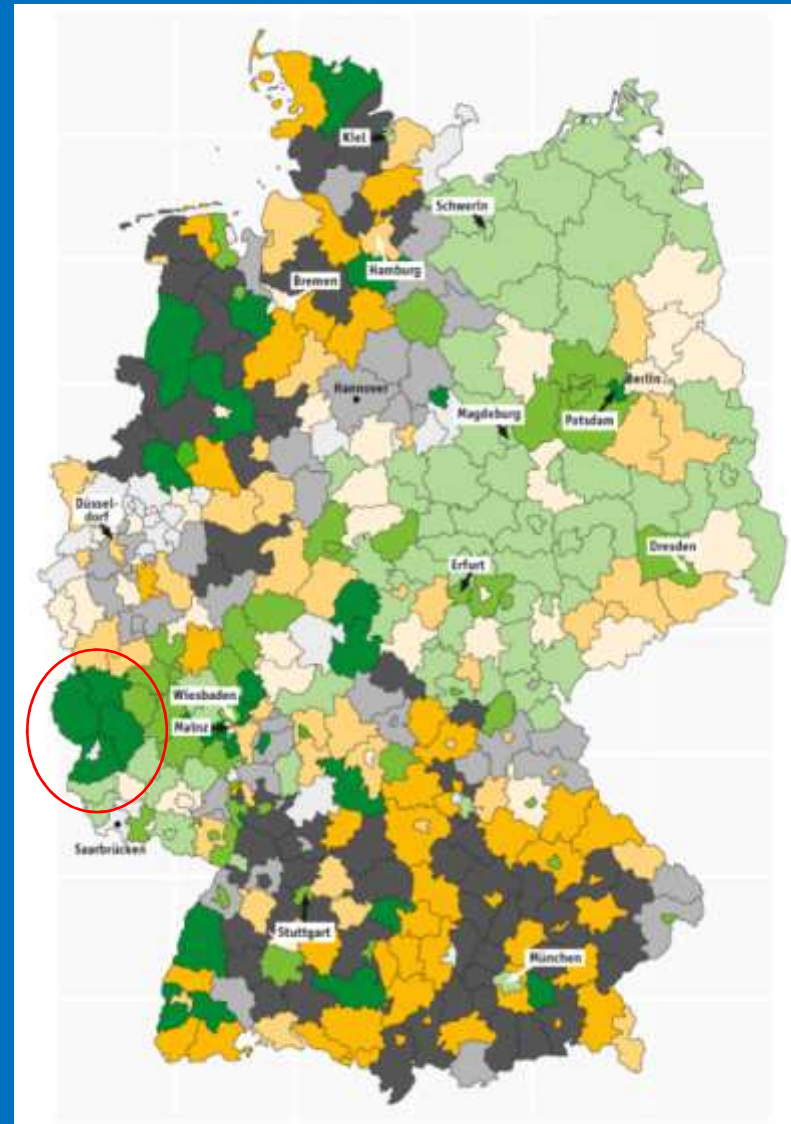 Kiel
Schwerin
Hamburg
Bremen
Berlin
Hannover
Magdeburg
Potsdam
Düssel-
dorf
Dresden
Erfurt
Wiesbaden
Mainz
Saarbrücken
Stuttgart
München